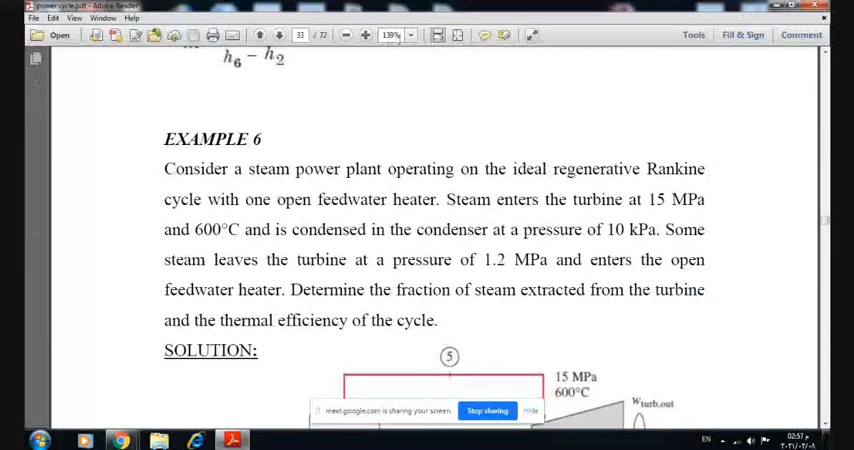 power cycle.pdf - Adobe Reader
File Edit View Window Help
Open 33 / 72 139% Tools Fill & Sign Comment
h6 − h2
EXAMPLE 6
Consider a steam power plant operating on the ideal regenerative Rankine
cycle with one open feedwater heater. Steam enters the turbine at 15 MPa
and 600°C and is condensed in the condenser at a pressure of 10 kPa. Some
steam leaves the turbine at a pressure of 1.2 MPa and enters the open
feedwater heater. Determine the fraction of steam extracted from the turbine
and the thermal efficiency of the cycle.
SOLUTION:
5
15 MPa
600°C
wturb,out
meet.google.com is sharing your screen. Stop sharing Hide
EN
02:57 م
٢٠٢١/٠٢/٠٨